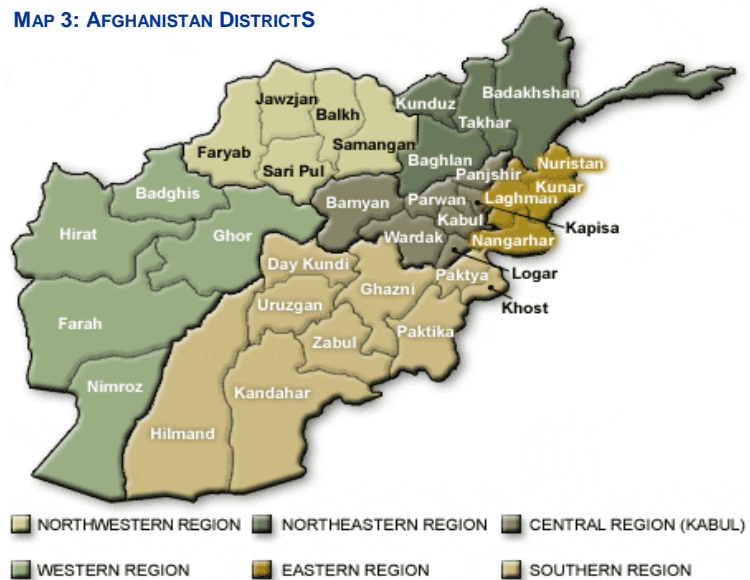 MAP 3: AFGHANISTAN DISTRICTS
Jawzjan
Balkh
Kunduz
Badakhshan
Takhar
Faryab
Samangan
Sari Pul
Baghlan
Nuristan
Panjshir
Badghis
Kunar
Bamyan
Parwan
Laghman
Kabul
Kapisa
Hirat
Ghor
Wardak
Nangarhar
Day Kundi
Paktya
Logar
Ghazni
Uruzgan
Khost
Farah
Paktika
Zabul
Nimroz
Kandahar
Hilmand
NORTHWESTERN REGION NORTHEASTERN REGION CENTRAL REGION (KABUL)
WESTERN REGION EASTERN REGION SOUTHERN REGION